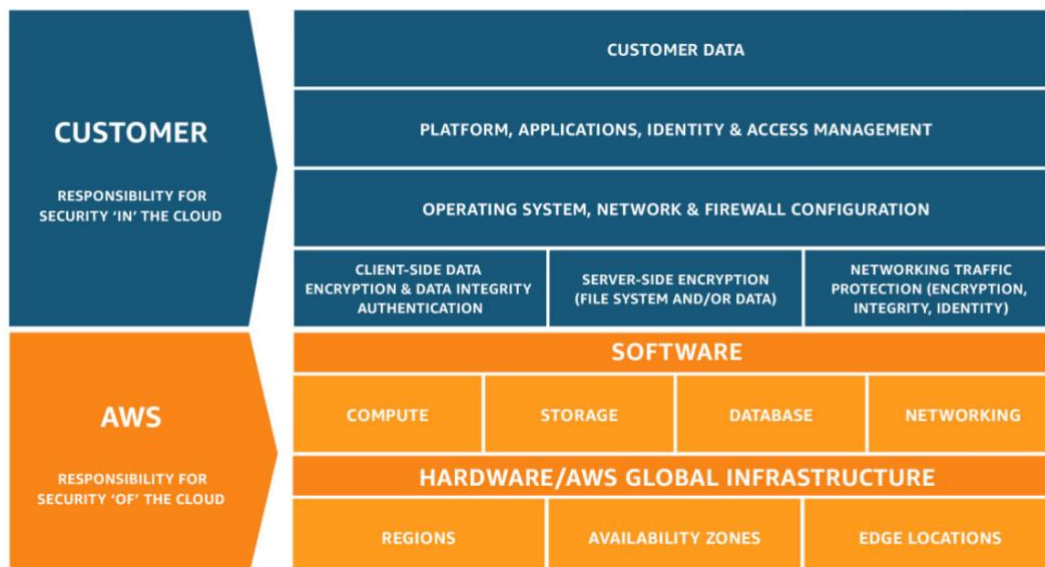 CUSTOMER
RESPONSIBILITY FOR
SECURITY ‘IN’ THE CLOUD
CUSTOMER DATA
PLATFORM, APPLICATIONS, IDENTITY & ACCESS MANAGEMENT
OPERATING SYSTEM, NETWORK & FIREWALL CONFIGURATION
CLIENT-SIDE DATA
ENCRYPTION & DATA INTEGRITY
AUTHENTICATION
SERVER-SIDE ENCRYPTION
(FILE SYSTEM AND/OR DATA)
NETWORKING TRAFFIC
PROTECTION (ENCRYPTION,
INTEGRITY, IDENTITY)
AWS
RESPONSIBILITY FOR
SECURITY ‘OF’ THE CLOUD
SOFTWARE
COMPUTE
STORAGE
DATABASE
NETWORKING
HARDWARE/AWS GLOBAL INFRASTRUCTURE
REGIONS
AVAILABILITY ZONES
EDGE LOCATIONS